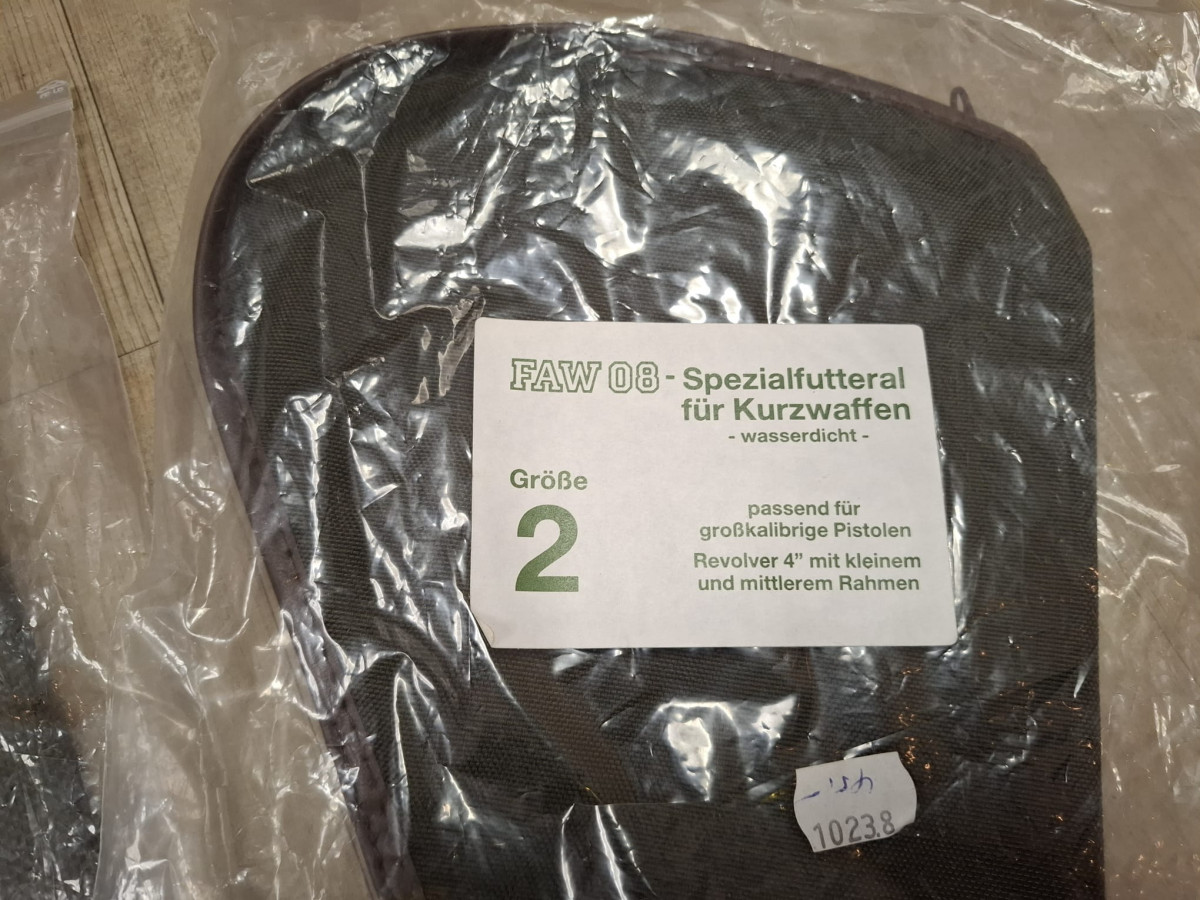 FAW 08 - Spezialfutteral
für Kurzwaffen
- wasserdicht -
Größe
2
passend für
großkalibrige Pistolen
Revolver 4” mit kleinem
und mittlerem Rahmen
1023.8